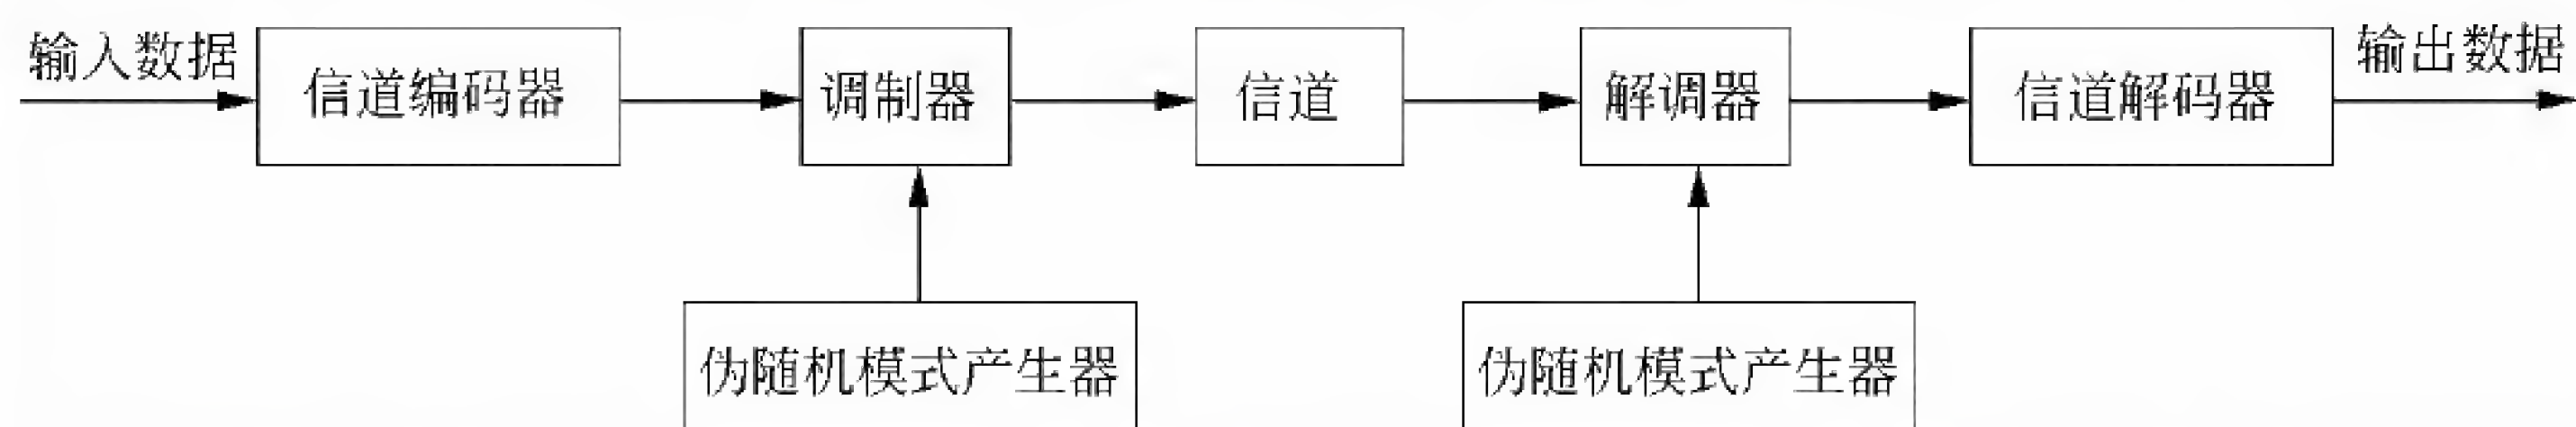 输入数据
信道编码器
调制器
信道
解调器
信道解码器
输出数据
伪随机模式产生器
伪随机模式产生器